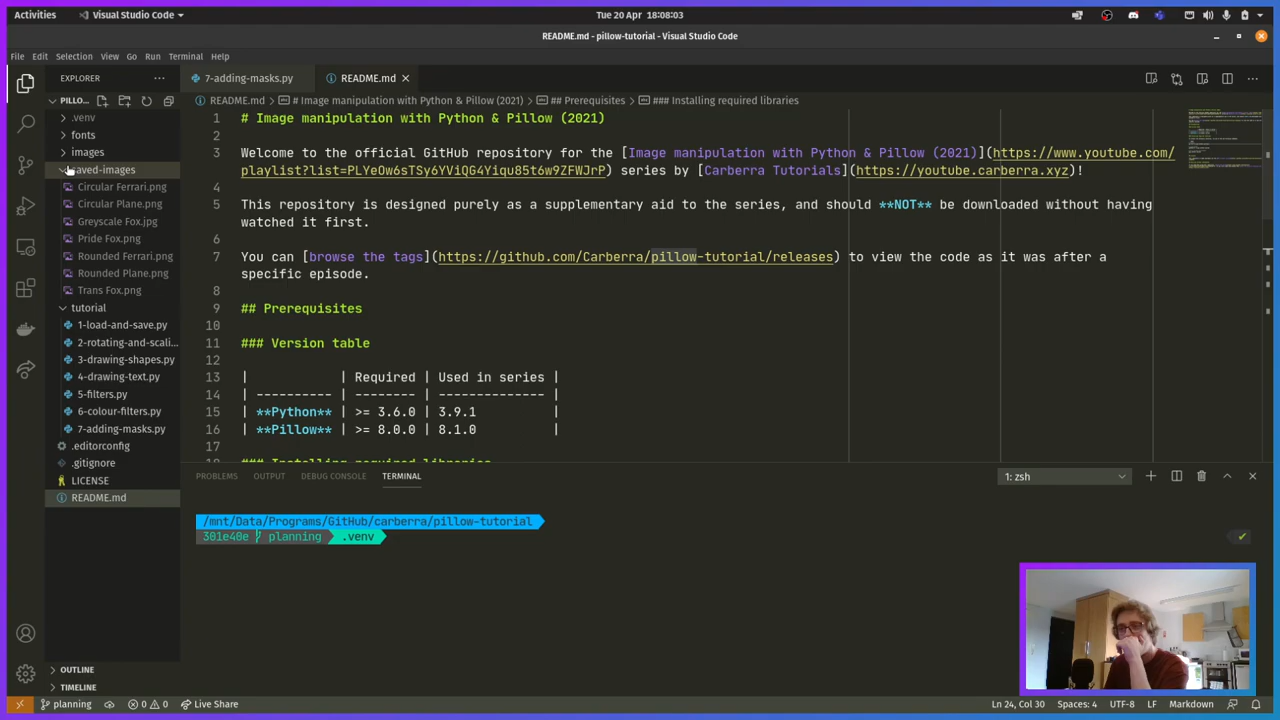 Activities
Visual Studio Code
Tue 20 Apr 18:08:03
README.md - pillow-tutorial - Visual Studio Code
File Edit Selection View Go Run Terminal Help
EXPLORER
PILLO...
.venv
fonts
images
saved-images
Circular Ferrari.png
Circular Plane.png
Greyscale Fox.jpg
Pride Fox.png
Rounded Ferrari.png
Rounded Plane.png
Trans Fox.png
tutorial
1-load-and-save.py
2-rotating-and-scali...
3-drawing-shapes.py
4-drawing-text.py
5-filters.py
6-colour-filters.py
7-adding-masks.py
.editorconfig
.gitignore
LICENSE
README.md
OUTLINE
TIMELINE
7-adding-masks.py
README.md
README.md > # Image manipulation with Python & Pillow (2021) > ## Prerequisites > ### Installing required libraries
1 # Image manipulation with Python & Pillow (2021)
2
3 Welcome to the official GitHub repository for the [Image manipulation with Python & Pillow (2021)](https://www.youtube.com/
playlist?list=PLYeOw6sTSy6YViQG4Yiqu85t6w9ZFWJrP) series by [Carberra Tutorials](https://youtube.carberra.xyz)!
4
5 This repository is designed purely as a supplementary aid to the series, and should **NOT** be downloaded without having
watched it first.
6
7 You can [browse the tags](https://github.com/Carberra/pillow-tutorial/releases) to view the code as it was after a
specific episode.
8
9 ## Prerequisites
10
11 ### Version table
12
13 | | Required | Used in series |
14 | ---------- | -------- | -------------- |
15 | **Python** | >= 3.6.0 | 3.9.1 |
16 | **Pillow** | >= 8.0.0 | 8.1.0 |
17
18 ### Installing required libraries
PROBLEMS OUTPUT DEBUG CONSOLE TERMINAL
1: zsh
/mnt/Data/Programs/GitHub/carberra/pillow-tutorial
301e40e planning .venv
planning
0 0
Live Share
Ln 24, Col 30 Spaces: 4 UTF-8 LF Markdown